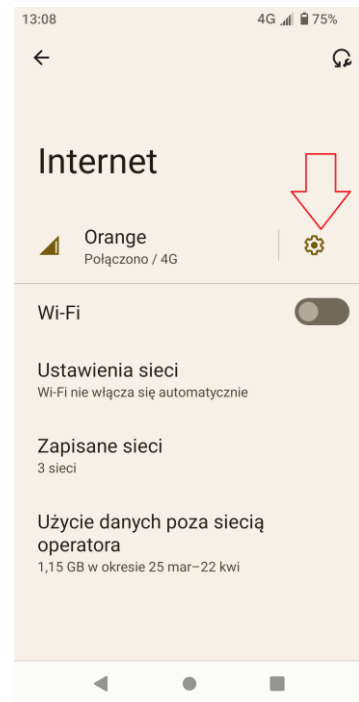 13:08 4G 75%
Internet
Orange
Połączono / 4G
Wi-Fi
Ustawienia sieci
Wi-Fi nie włącza się automatycznie
Zapisane sieci
3 sieci
Użycie danych poza siecią
operatora
1,15 GB w okresie 25 mar–22 kwi